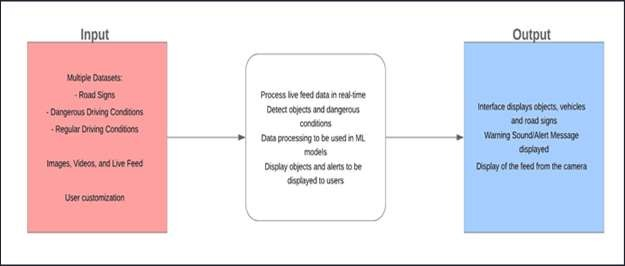 Input
Multiple Datasets:
- Road Signs
- Dangerous Driving Conditions
- Regular Driving Conditions
Images, Videos, and Live Feed
User customization
Process live feed data in real-time
Detect objects and dangerous
conditions
Data processing to be used in ML
models
Display objects and alerts to be
displayed to users
Output
Interface displays objects, vehicles
and road signs
Warning Sound/Alert Message
displayed
Display of the feed from the camera